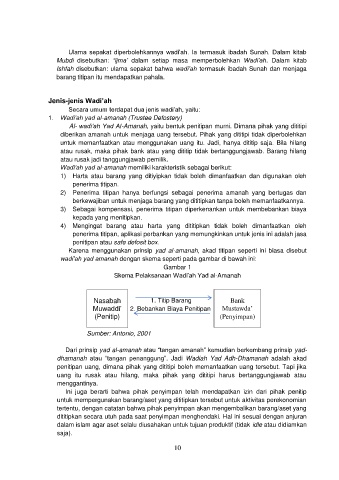 Ulama sepakat diperbolehkannya wadi'ah. Ia termasuk ibadah Sunah. Dalam kitab
Mubdi disebutkan: "Ijma' dalam setiap masa memperbolehkan Wadi'ah. Dalam kitab
Ishfah disebutkan: ulama sepakat bahwa wadi'ah termasuk ibadah Sunah dan menjaga
barang titipan itu mendapatkan pahala.
Jenis-jenis Wadi'ah
Secara umum terdapat dua jenis wadi'ah, yaitu:
1. Wadi'ah yad al-amanah (Trustee Defostery)
Al- wadi'ah Yad Al-Amanah, yaitu bentuk penitipan murni. Dimana pihak yang dititipi
diberikan amanah untuk menjaga uang tersebut. Pihak yang dititipi tidak diperbolehkan
untuk memanfaatkan atau menggunakan uang itu. Jadi, hanya dititip saja. Bila hilang
atau rusak, maka pihak bank atau yang dititip tidak bertanggungjawab. Barang hilang
atau rusak jadi tanggungjawab pemilik.
Wadi'ah yad al-amanah memiliki karakteristik sebagai berikut:
1) Harta atau barang yang dititipkan tidak boleh dimanfaatkan dan digunakan oleh
penerima titipan.
2) Penerima titipan hanya berfungsi sebagai penerima amanah yang bertugas dan
berkewajiban untuk menjaga barang yang dititipkan tanpa boleh memanfaatkannya.
3) Sebagai kompensasi, penerima titipan diperkenankan untuk membebankan biaya
kepada yang menitipkan.
4) Mengingat barang atau harta yang dititipkan tidak boleh dimanfaatkan oleh
penerima titipan, aplikasi perbankan yang memungkinkan untuk jenis ini adalah jasa
penitipan atau safe defosit box.
Karena menggunakan prinsip yad al amanah, akad titipan seperti ini biasa disebut
wadi'ah yad amanah dengan skema seperti pada gambar di bawah ini:
Gambar 1
Skema Pelaksanaan Wadi'ah Yad al-Amanah
Nasabah
Muwaddi'
(Penitip)
1. Titip Barang
2. Bebankan Biaya Penitipan
Bank
Mustawda'
(Penyimpan)
Sumber: Antonio, 2001
Dari prinsip yad al-amanah atau "tangan amanah" kemudian berkembang prinsip yad-
dhamanah atau "tangan penanggung". Jadi Wadiah Yad Adh-Dhamanah adalah akad
penitipan uang, dimana pihak yang dititipi boleh memanfaatkan uang tersebut. Tapi jika
uang itu rusak atau hilang, maka pihak yang dititipi harus bertanggungjawab atau
menggantinya.
Ini juga berarti bahwa pihak penyimpan telah mendapatkan izin dari pihak penitip
untuk mempergunakan barang/aset yang dititipkan tersebut untuk aktivitas perekonomian
tertentu, dengan catatan bahwa pihak penyimpan akan mengembalikan barang/aset yang
dititipkan secara utuh pada saat penyimpan menghendaki. Hal ini sesuai dengan anjuran
dalam islam agar aset selalu diusahakan untuk tujuan produktif (tidak idle atau didiamkan
saja).
10